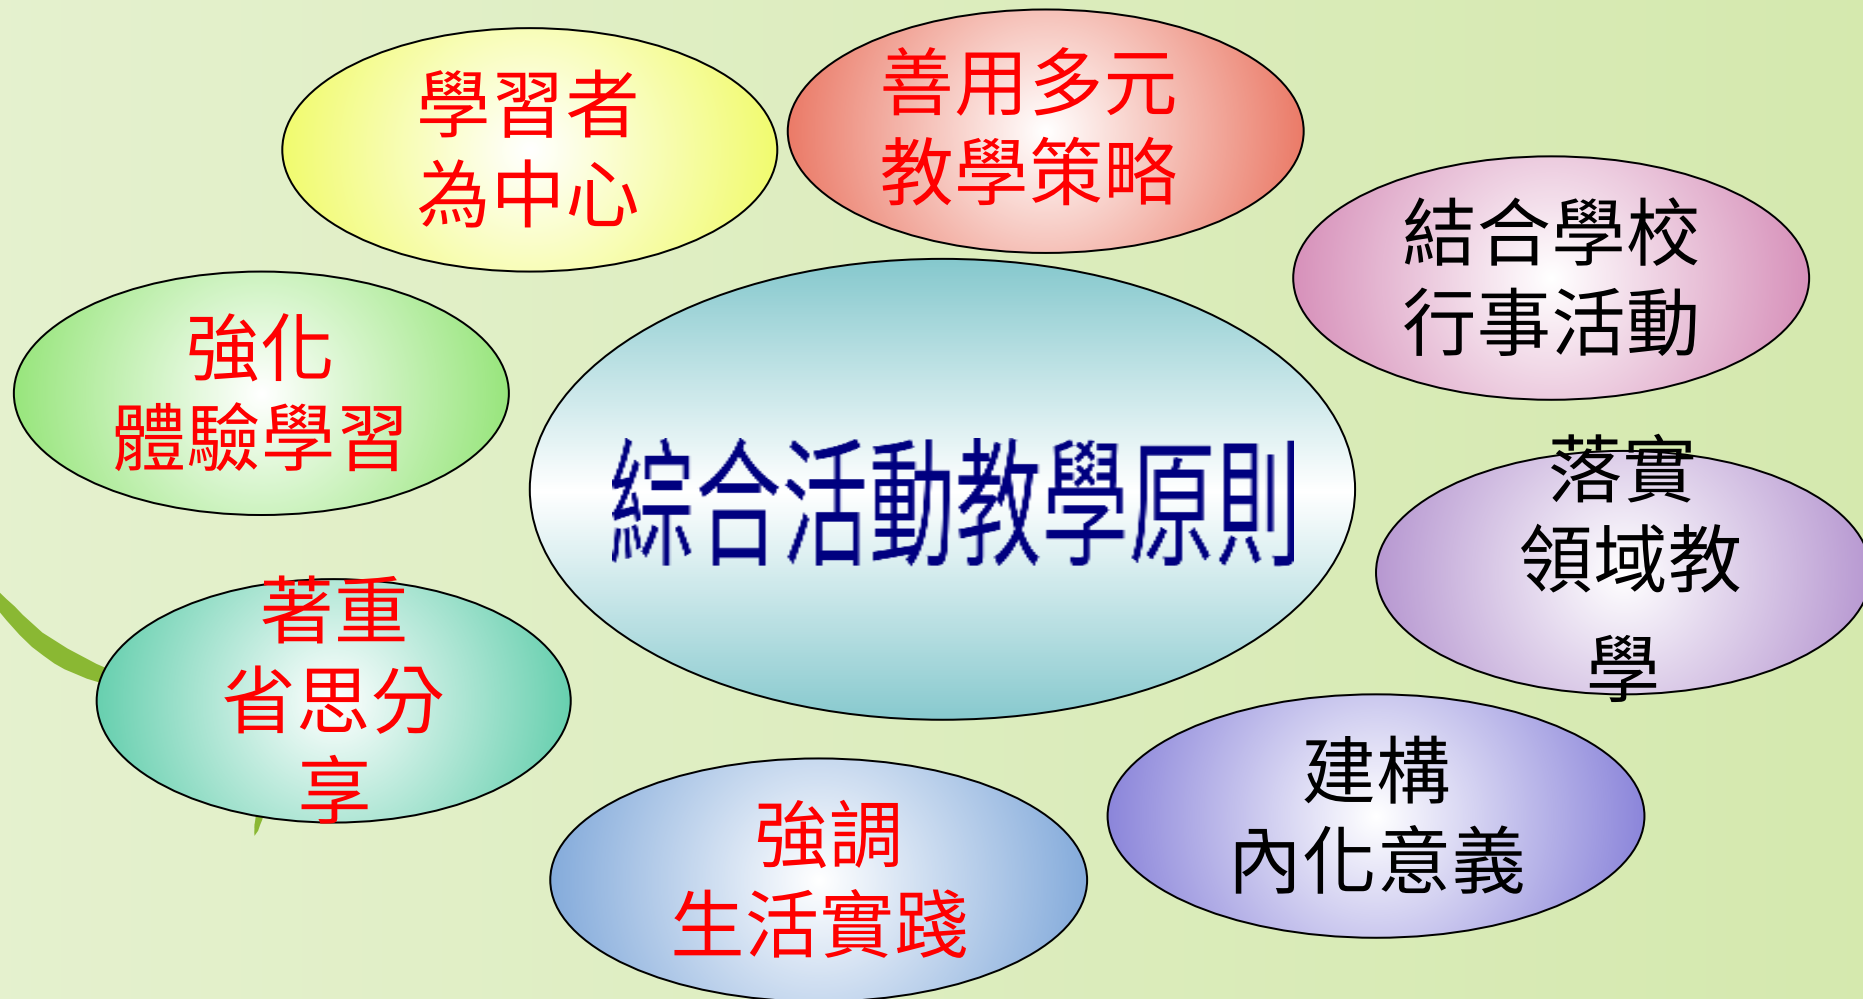 學習者
為中心
善用多元
教學策略
結合學校
行事活動
強化
體驗學習
綜合活動教學原則
落實
領域教
學
著重
省思分
享
建構
內化意義
強調
生活實踐